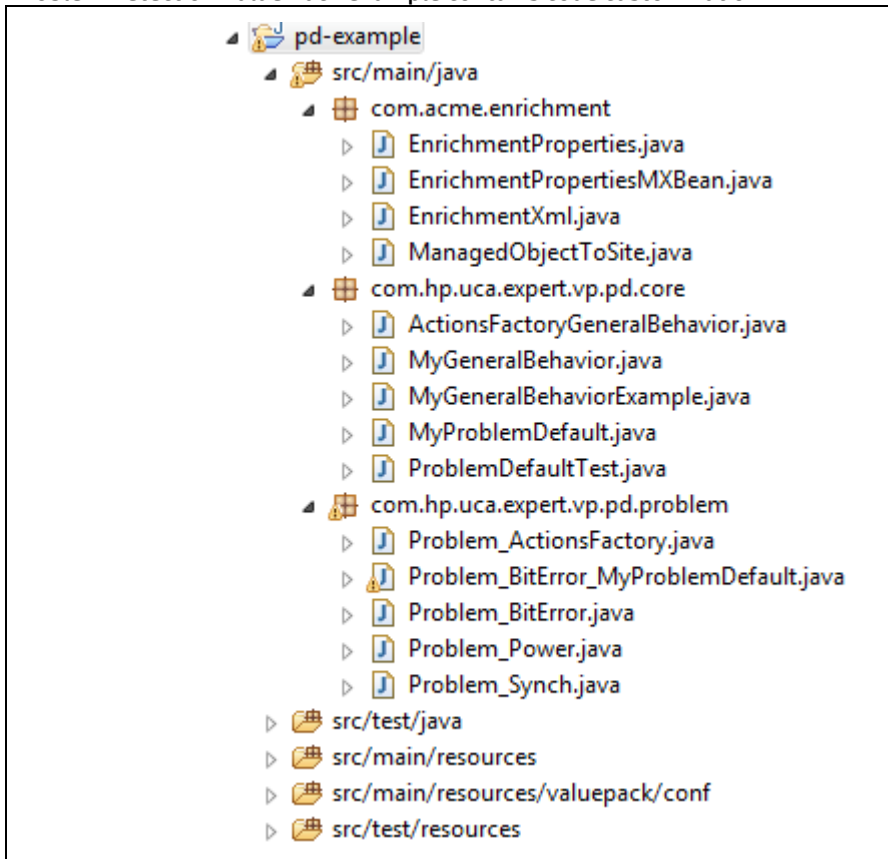 pd-example
src/main/java
com.acme.enrichment
EnrichmentProperties.java
EnrichmentPropertiesMXBean.java
EnrichmentXml.java
ManagedObjectToSite.java
com.hp.uca.expert.vp.pd.core
ActionsFactoryGeneralBehavior.java
MyGeneralBehavior.java
MyGeneralBehaviorExample.java
MyProblemDefault.java
ProblemDefaultTest.java
com.hp.uca.expert.vp.pd.problem
Problem_ActionsFactory.java
Problem_BitError_MyProblemDefault.java
Problem_BitError.java
Problem_Power.java
Problem_Synch.java
src/test/java
src/main/resources
src/main/resources/valuepack/conf
src/test/resources